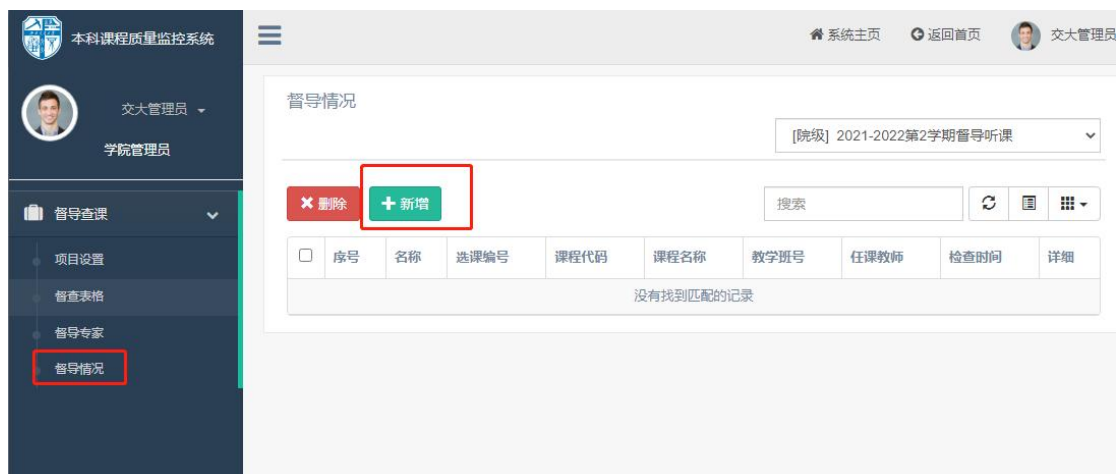 本科课程质量监控系统
系统主页 返回首页 交大管理员
交大管理员
学院管理员
督导查课
项目设置
督查表格
督导专家
督导情况
督导情况
[院级] 2021-2022第2学期督导听课
删除 新增 搜索
序号 名称 选课编号 课程代码 课程名称 教学班号 任课教师 检查时间 详细
没有找到匹配的记录